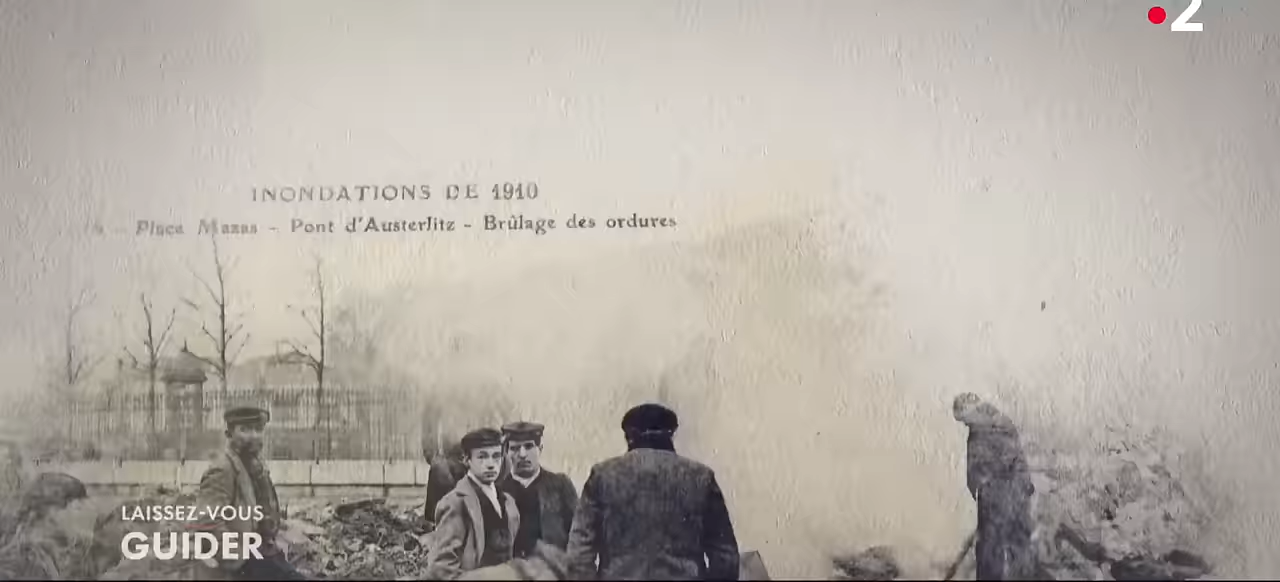 2
INONDATIONS DE 1910
Place Mazas - Pont d'Austerlitz - Brûlage des ordures
LAISSEZ-VOUS
GUIDER